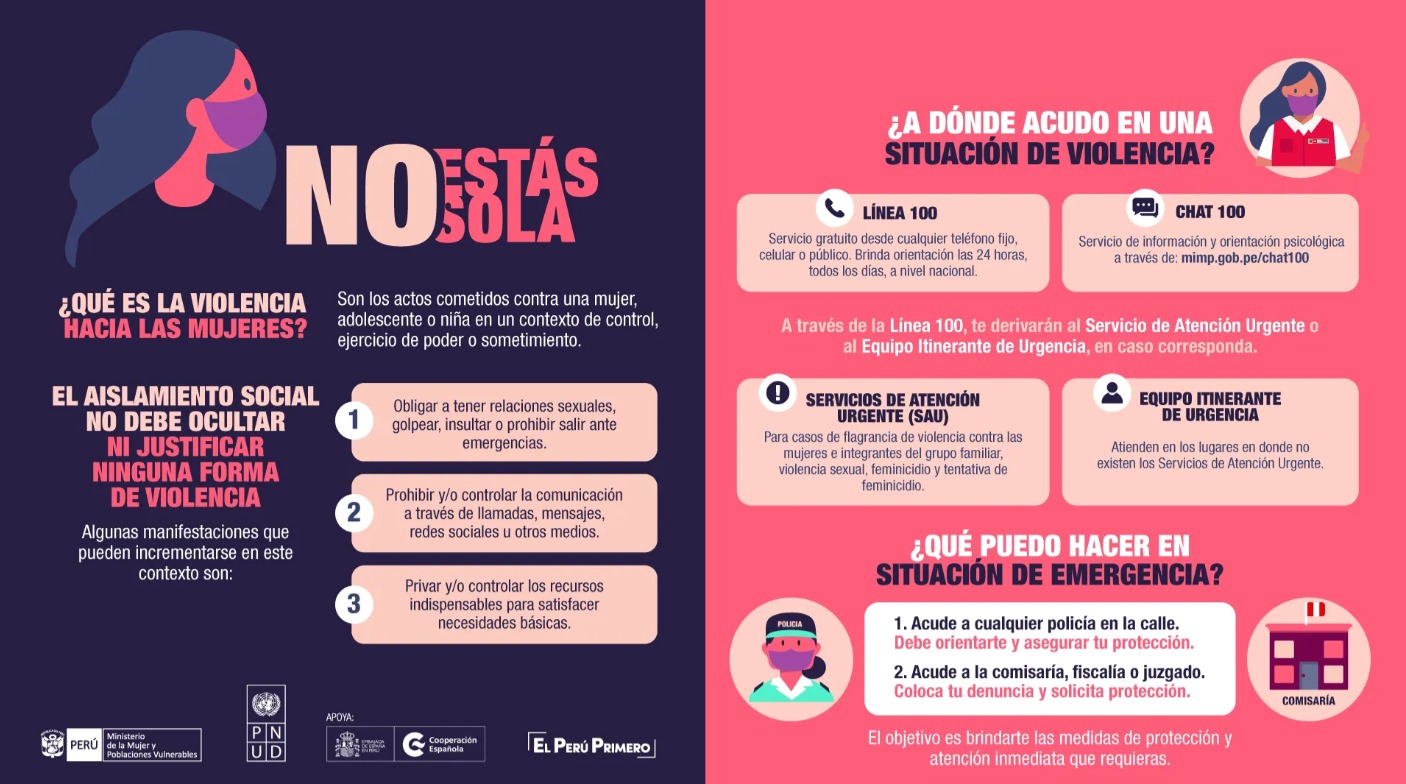 NO ESTÁS
SOLA
¿QUÉ ES LA VIOLENCIA
HACIA LAS MUJERES?
Son los actos cometidos contra una mujer,
adolescente o niña en un contexto de control,
ejercicio de poder o sometimiento.
EL AISLAMIENTO SOCIAL
NO DEBE OCULTAR
NI JUSTIFICAR
NINGUNA FORMA
DE VIOLENCIA
Algunas manifestaciones que
pueden incrementarse en este
contexto son:
1
Obligar a tener relaciones sexuales,
golpear, insultar o prohibir salir ante
emergencias.
2
Prohibir y/o controlar la comunicación
a través de llamadas, mensajes,
redes sociales u otros medios.
3
Privar y/o controlar los recursos
indispensables para satisfacer
necesidades básicas.
PERÚ
Ministerio
de la Mujer y
Poblaciones Vulnerables
P N
U D
APOYA:
EMBAJADA
DE ESPAÑA
EN PERÚ
Cooperación
Española
EL PERÚ PRIMERO
¿A DÓNDE ACUDO EN UNA
SITUACIÓN DE VIOLENCIA?
LÍNEA 100
Servicio gratuito desde cualquier teléfono fijo,
celular o público. Brinda orientación las 24 horas,
todos los días, a nivel nacional.
CHAT 100
Servicio de información y orientación psicológica
a través de: mimp.gob.pe/chat100
A través de la Línea 100, te derivarán al Servicio de Atención Urgente o
al Equipo Itinerante de Urgencia, en caso corresponda.
SERVICIOS DE ATENCIÓN
URGENTE (SAU)
Para casos de flagrancia de violencia contra las
mujeres e integrantes del grupo familiar,
violencia sexual, feminicidio y tentativa de
feminicidio.
EQUIPO ITINERANTE
DE URGENCIA
Atienden en los lugares en donde no
existen los Servicios de Atención Urgente.
¿QUÉ PUEDO HACER EN
SITUACIÓN DE EMERGENCIA?
POLICIA
1. Acude a cualquier policía en la calle.
Debe orientarte y asegurar tu protección.
2. Acude a la comisaría, fiscalía o juzgado.
Coloca tu denuncia y solicita protección.
COMISARÍA
El objetivo es brindarte las medidas de protección y
atención inmediata que requieras.